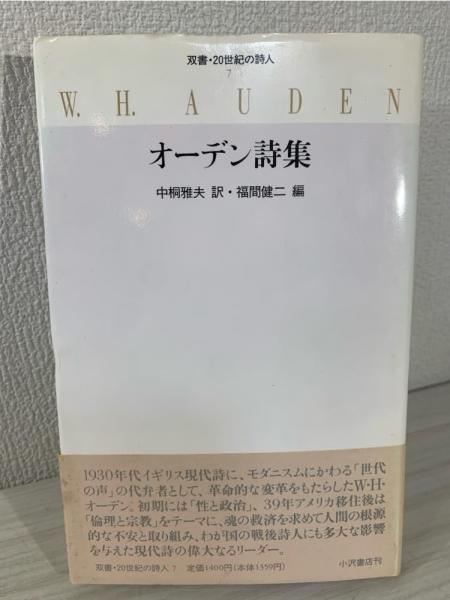 双書・20世紀の詩人
7
W. H. AUDEN
オーデン詩集
中桐雅夫 訳・福間健二 編
1930年代イギリス現代詩に、モダニスムにかわる「世代
の声」の代弁者として、革命的な変革をもたらしたW・H・
オーデン。初期には「性と政治」、39年アメリカ移住後は
「倫理と宗教」をテーマに、魂の救済を求めて人間の根源
的な不安と取り組み、わが国の戦後詩人にも多大な影響
を与えた現代詩の偉大なリーダー。
双書・20世紀の詩人 7 定価1400円(本体1359円) 小沢書店刊